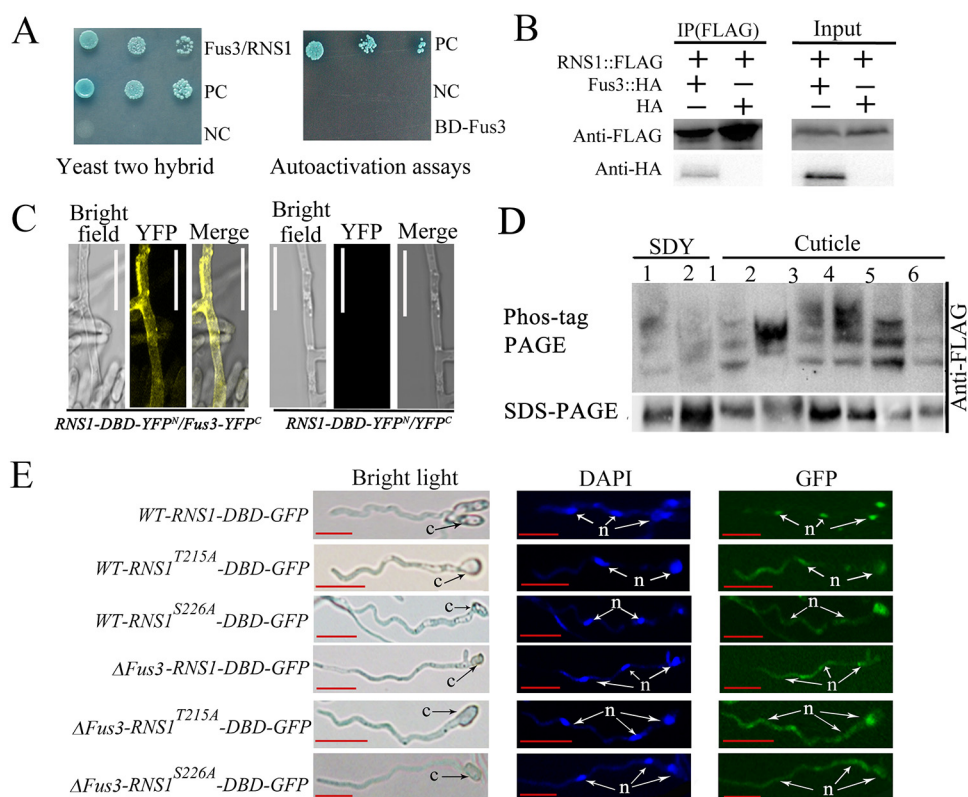 A
Fus3/RNS1
PC
NC
Yeast two hybrid
PC
NC
BD-Fus3
Autoactivation assays
B
IP(FLAG) Input
RNS1::FLAG + + + +
Fus3::HA + − + −
HA − + − +
Anti-FLAG
Anti-HA
C
Bright field YFP Merge
Bright field YFP Merge
RNS1-DBD-YFPᴺ/Fus3-YFPᶜ
RNS1-DBD-YFPᴺ/YFPᶜ
D
SDY Cuticle
1 2 1 2 3 4 5 6
Phos-tag
PAGE
SDS-PAGE
Anti-FLAG
E
Bright light DAPI GFP
WT-RNS1-DBD-GFP c n n
WT-RNS1ᵀ²¹⁵ᴬ-DBD-GFP c n n
WT-RNS1ˢ²²⁶ᴬ-DBD-GFP c n n
ΔFus3-RNS1-DBD-GFP c n n
ΔFus3-RNS1ᵀ²¹⁵ᴬ-DBD-GFP c n n
ΔFus3-RNS1ˢ²²⁶ᴬ-DBD-GFP c n n